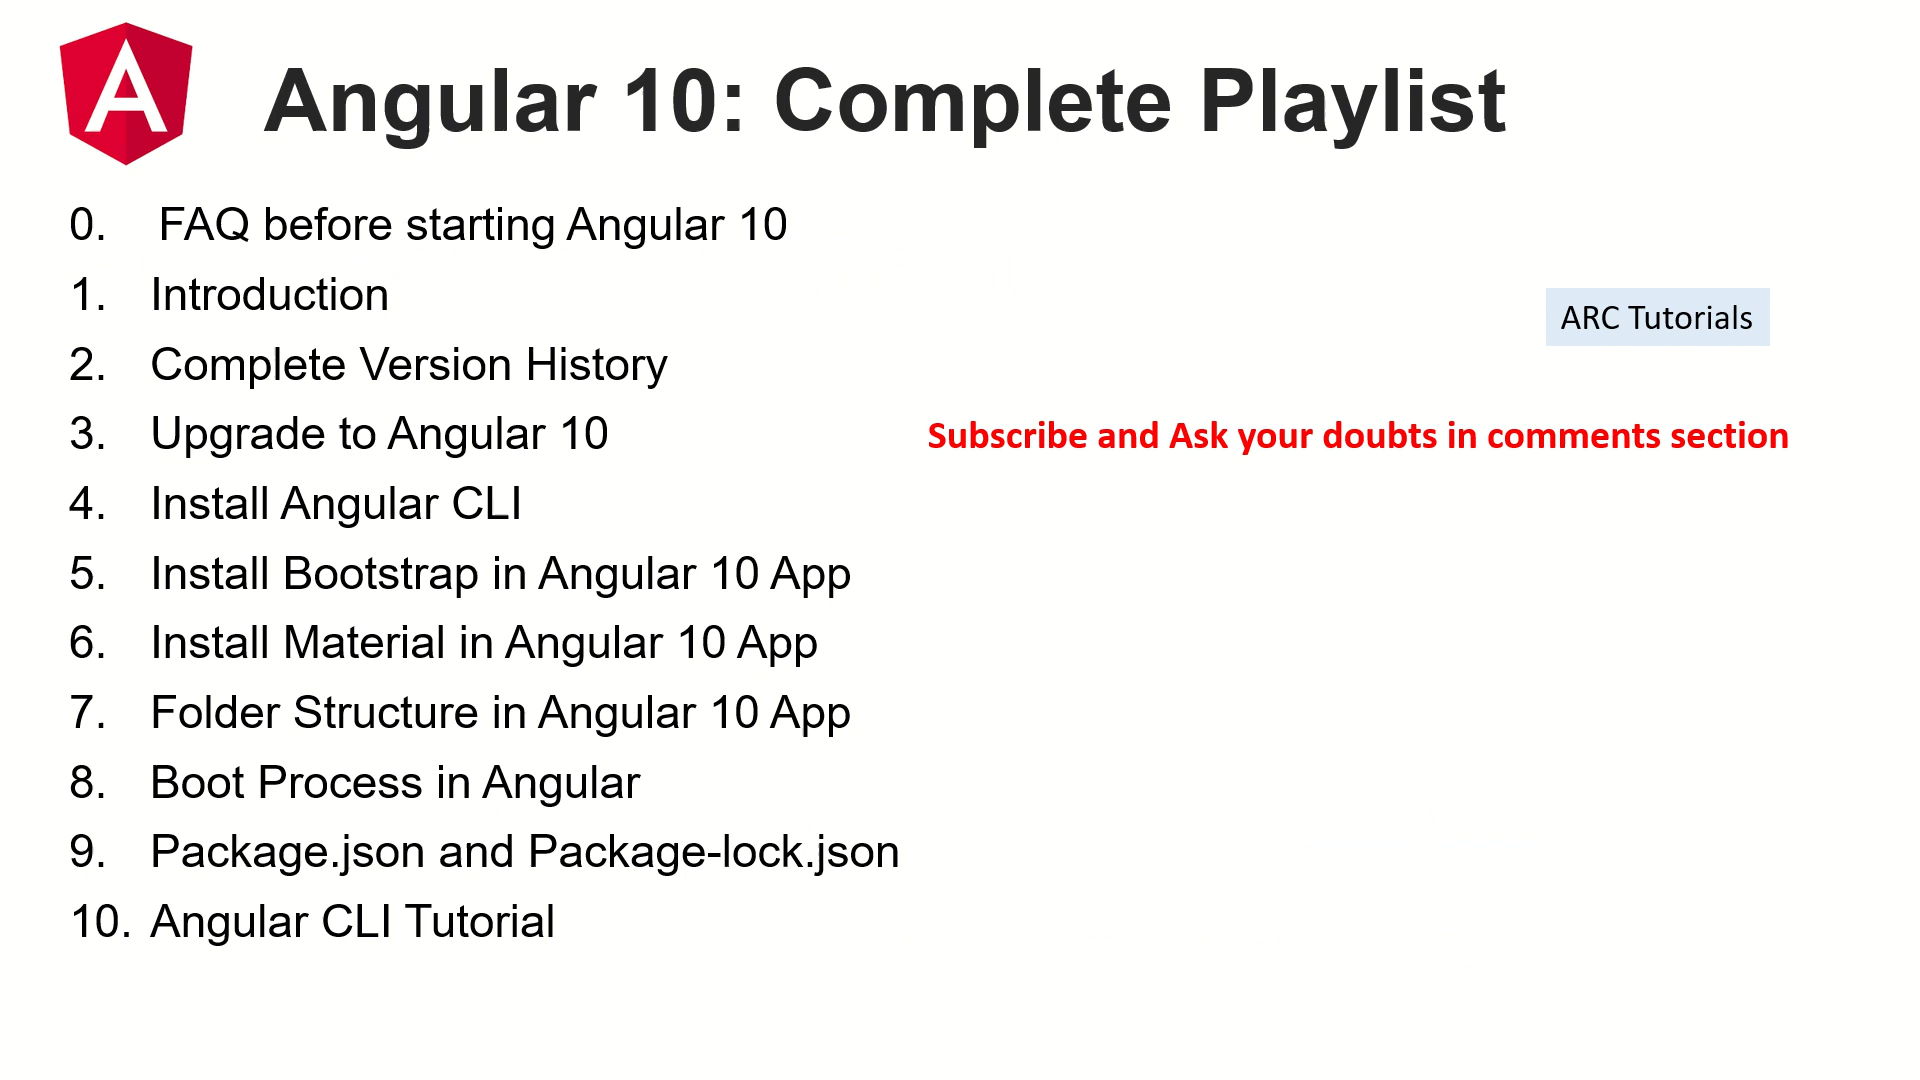 Angular 10: Complete Playlist
0. FAQ before starting Angular 10
1. Introduction
ARC Tutorials
2. Complete Version History
3. Upgrade to Angular 10
Subscribe and Ask your doubts in comments section
4. Install Angular CLI
5. Install Bootstrap in Angular 10 App
6. Install Material in Angular 10 App
7. Folder Structure in Angular 10 App
8. Boot Process in Angular
9. Package.json and Package-lock.json
10. Angular CLI Tutorial